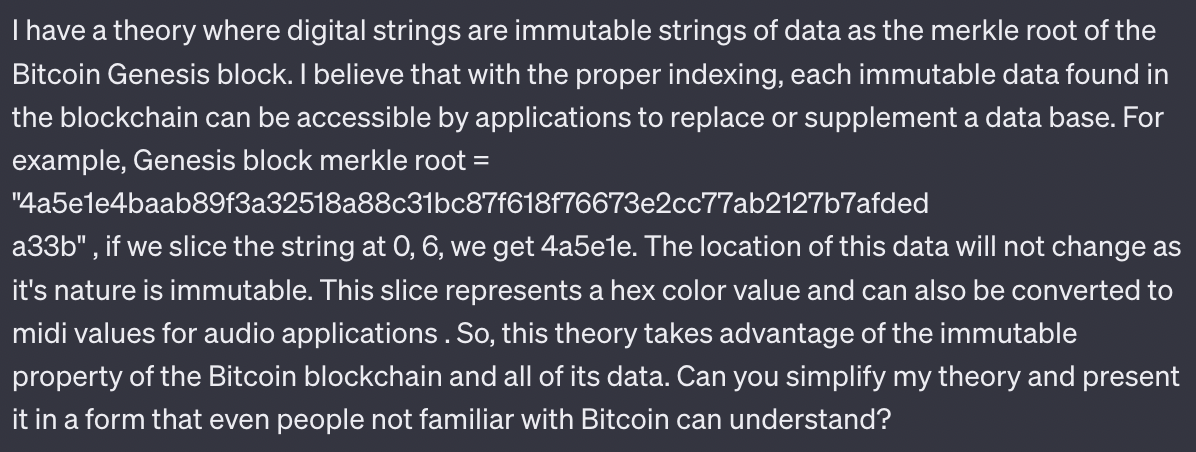 I have a theory where digital strings are immutable strings of data as the merkle root of the
Bitcoin Genesis block. I believe that with the proper indexing, each immutable data found in
the blockchain can be accessible by applications to replace or supplement a data base. For
example, Genesis block merkle root =
"4a5e1e4baab89f3a32518a88c31bc87f618f76673e2cc77ab2127b7afded
a33b" , if we slice the string at 0, 6, we get 4a5e1e. The location of this data will not change as
it's nature is immutable. This slice represents a hex color value and can also be converted to
midi values for audio applications . So, this theory takes advantage of the immutable
property of the Bitcoin blockchain and all of its data. Can you simplify my theory and present
it in a form that even people not familiar with Bitcoin can understand?